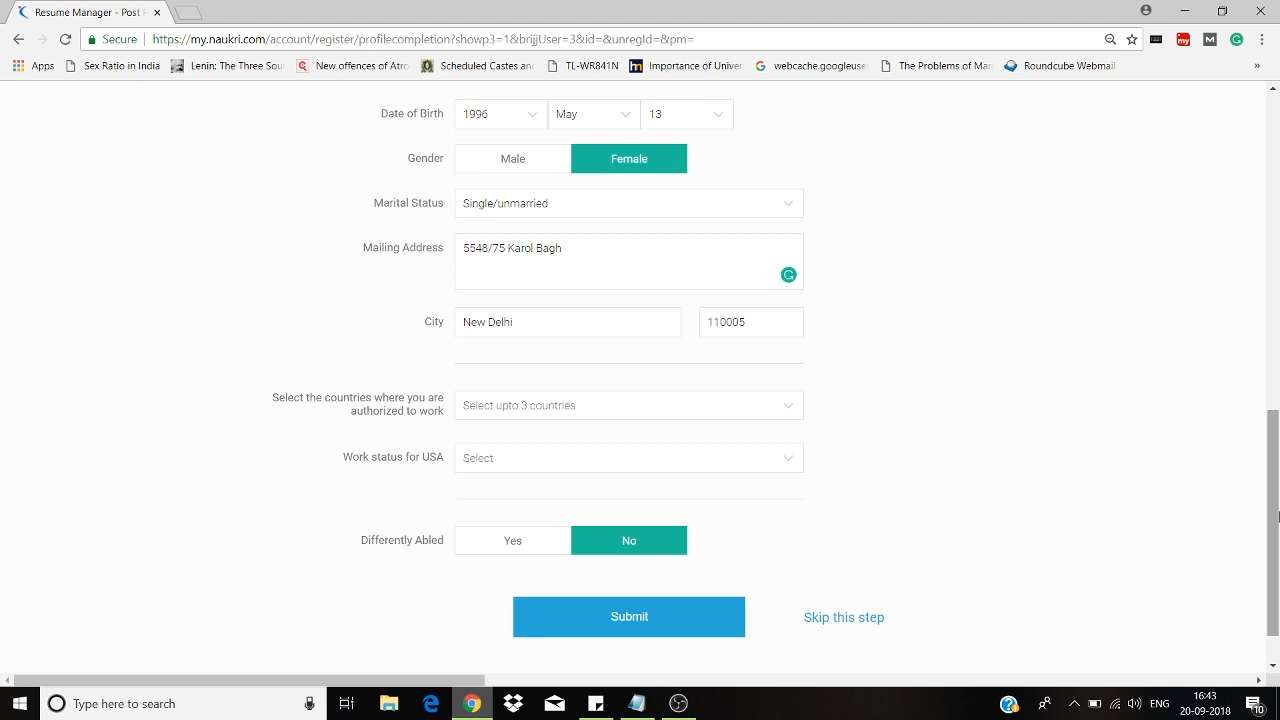 Resume Manager - Post F
Secure
https://my.naukri.com/account/register/profilecompletion?showp3=1&brijjUser=3&id=&unregId=&pm=
Apps
Sex Ratio in India
Lenin: The Three Sou
New offences of Atro
Scheduled Castes an
TL-WR841N
hm
Importance of Univer
webcache.googleuse
The Problems of Mar
Roundcube Webmail
Date of Birth
1996
May
13
Gender
Male
Female
Marital Status
Single/unmarried
Mailing Address
5548/75 Karol Bagh
City
New Delhi
110005
Select the countries where you are
authorized to work
Select upto 3 countries
Work status for USA
Select
Differently Abled
Yes
No
Submit
Skip this step
Type here to search
ENG
16:43
20-09-2018